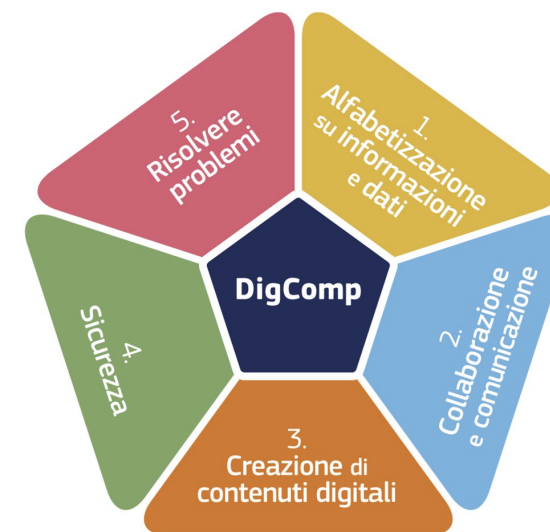 DigComp
1.
Alfabetizzazione
su informazioni
e dati
2.
Collaborazione
e comunicazione
3.
Creazione di
contenuti digitali
4.
Sicurezza
5.
Risolvere
problemi